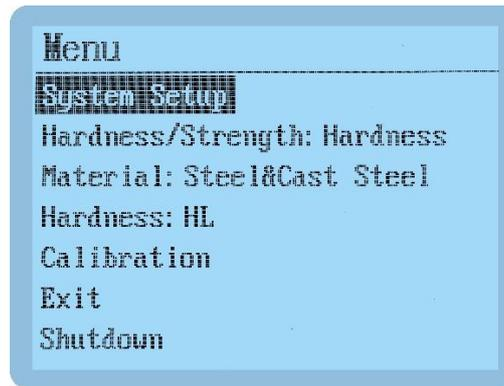 Menu
System Setup
Hardness/Strength: Hardness
Material: Steel&Cast Steel
Hardness: HL
Calibration
Exit
Shutdown